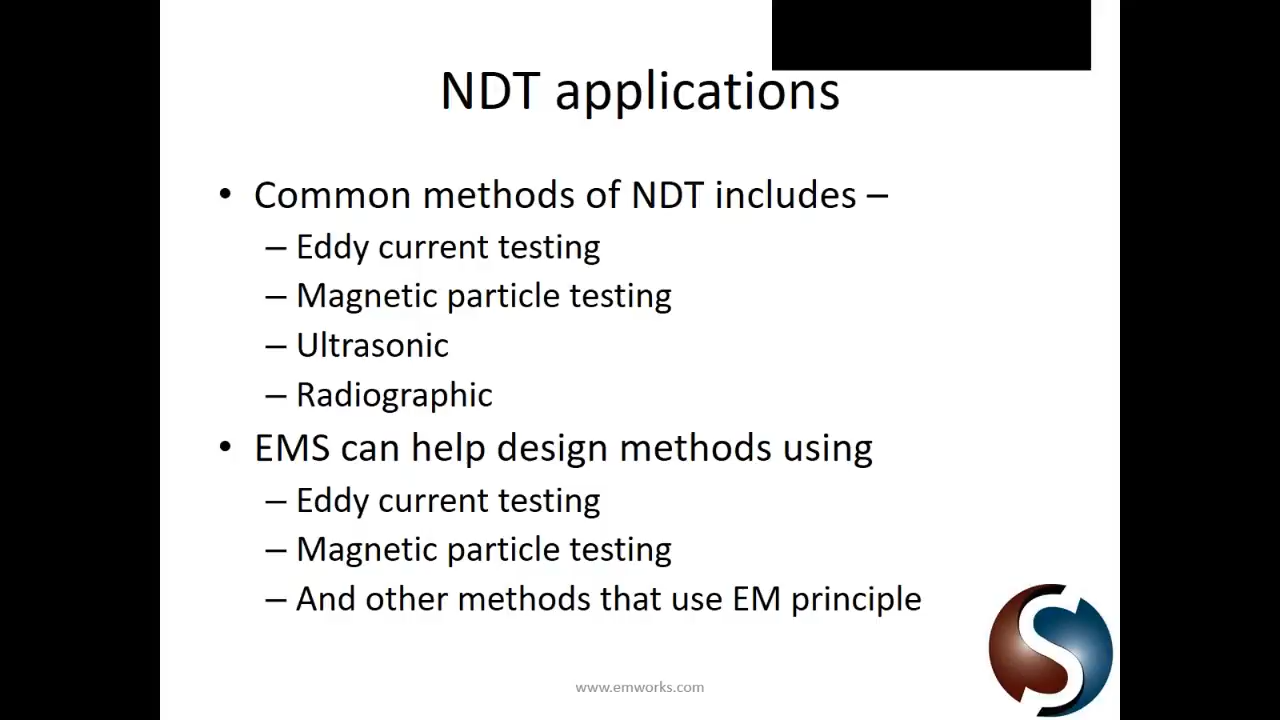 NDT applications
• Common methods of NDT includes –
– Eddy current testing
– Magnetic particle testing
– Ultrasonic
– Radiographic
• EMS can help design methods using
– Eddy current testing
– Magnetic particle testing
– And other methods that use EM principle
www.emworks.com
S